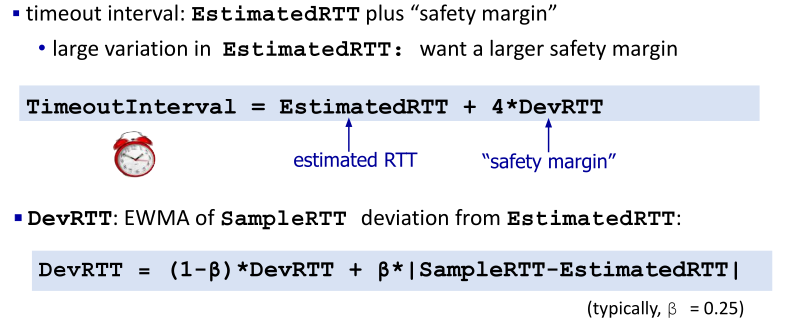 timeout interval: EstimatedRTT plus “safety margin”
• large variation in EstimatedRTT: want a larger safety margin
TimeoutInterval = EstimatedRTT + 4*DevRTT
estimated RTT
“safety margin”
DevRTT: EWMA of SampleRTT deviation from EstimatedRTT:
DevRTT = (1-β)*DevRTT + β*|SampleRTT-EstimatedRTT|
(typically, β = 0.25)